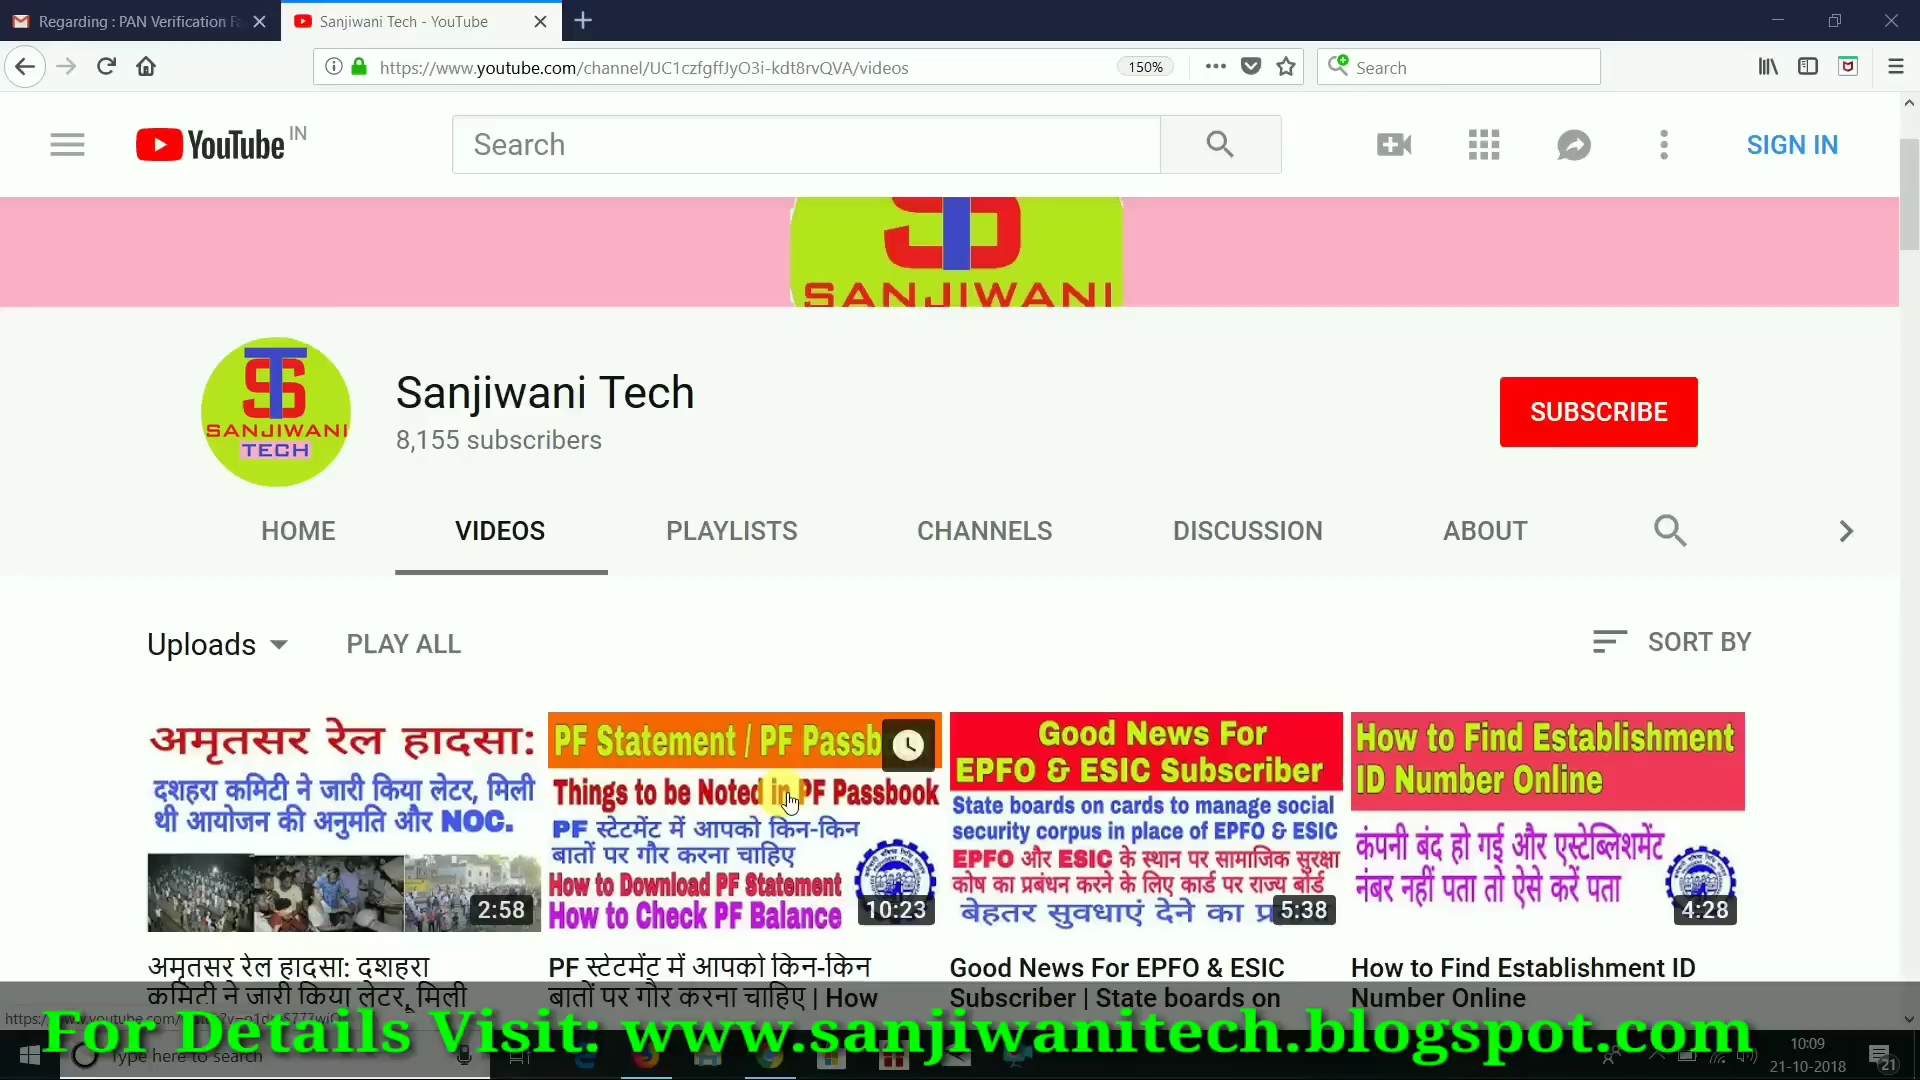 Regarding : PAN Verification Fa
Sanjiwani Tech - YouTube
https://www.youtube.com/channel/UC1czfgffJyO3i-kdt8rvQVA/videos
150%
Search
YouTube IN
Search
SIGN IN
SANJIWANI
SANJIWANI
TECH
Sanjiwani Tech
8,155 subscribers
SUBSCRIBE
HOME
VIDEOS
PLAYLISTS
CHANNELS
DISCUSSION
ABOUT
Uploads
PLAY ALL
SORT BY
अमृतसर रेल हादसा:
दशहरा कमिटी ने जारी किया लेटर, मिली
थी आयोजन की अनुमति और NOC.
2:58
PF Statement / PF Passb
Things to be Noted in PF Passbook
PF स्टेटमेंट में आपको किन-किन
बातों पर गौर करना चाहिए
How to Download PF Statement
How to Check PF Balance
10:23
Good News For
EPFO & ESIC Subscriber
State boards on cards to manage social
security corpus in place of EPFO & ESIC
EPFO और ESIC के स्थान पर सामाजिक सुरक्षा
कोष का प्रबंधन करने के लिए कार्ड पर राज्य बोर्ड
बेहतर सुवधाएं देने का प्र
5:38
How to Find Establishment
ID Number Online
कंपनी बंद हो गई और एस्टेब्लिशमेंट
नंबर नहीं पता तो ऐसे करें पता
4:28
अमृतसर रेल हादसा: दशहरा
कमिटी ने जारी किया लेटर, मिली
PF स्टेटमेंट में आपको किन-किन
बातों पर गौर करना चाहिए | How
Good News For EPFO & ESIC
Subscriber | State boards on
How to Find Establishment ID
Number Online
For Details Visit: www.sanjiwanitech.blogspot.com
Type here to search
10:09
21-10-2018
21